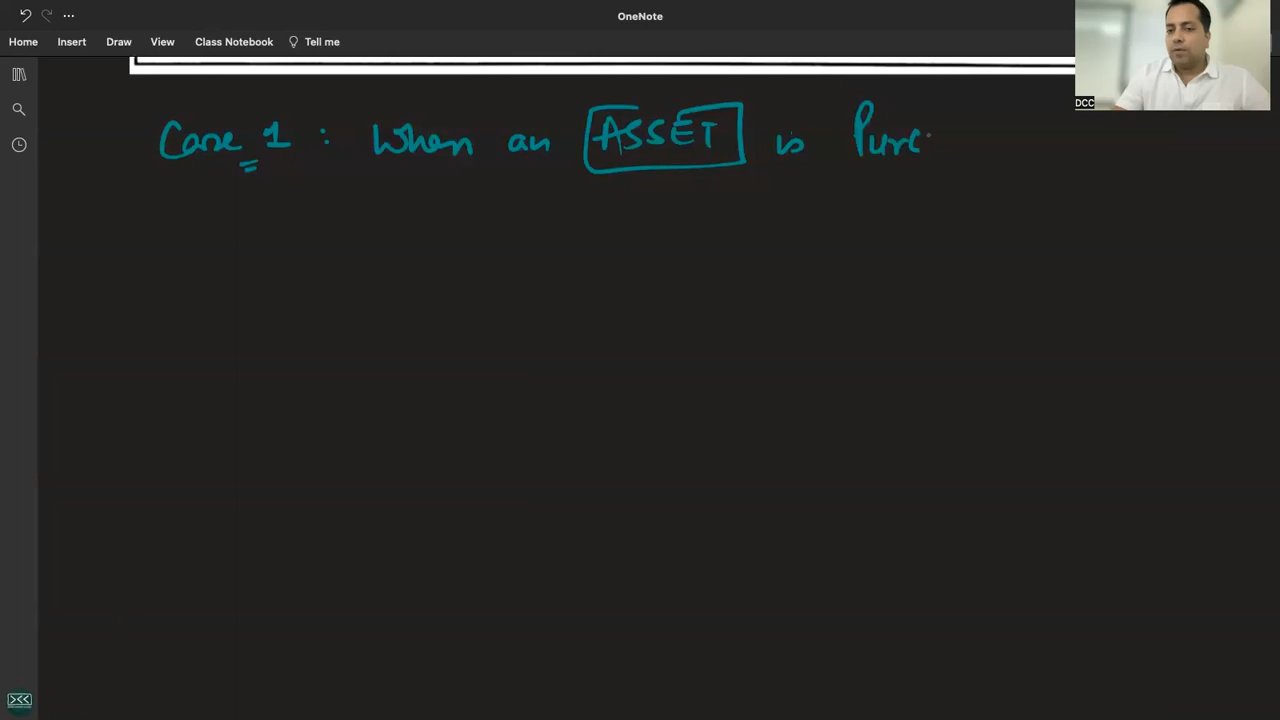 OneNote
Home Insert Draw View Class Notebook Tell me
DCC
Case 1 : When an ASSET is Purc